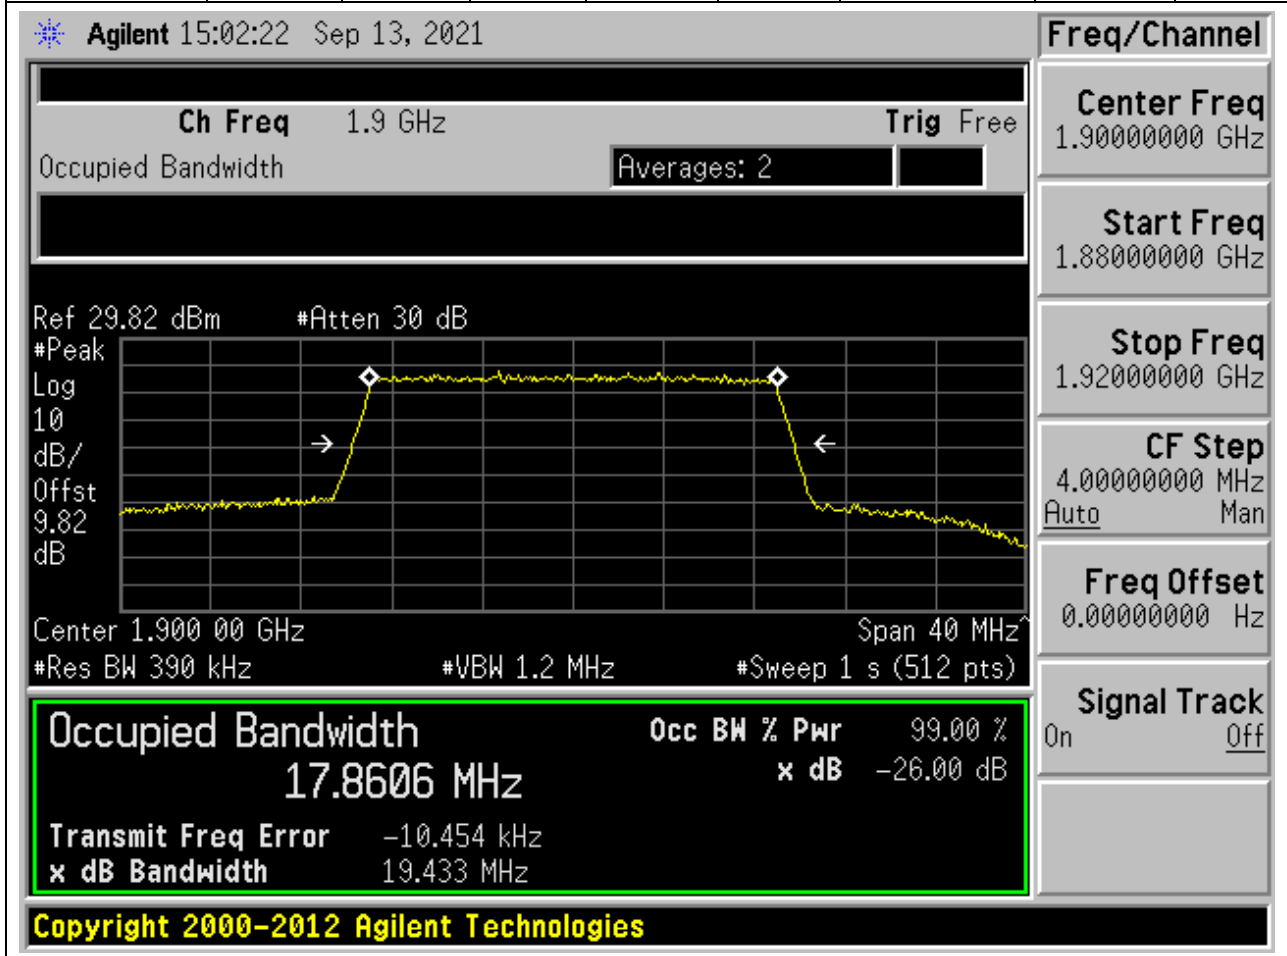 Agilent 15:02:22 Sep 13, 2021
Freq/Channel
Ch Freq 1.9 GHz Trig Free
Occupied Bandwidth Averages: 2
Ref 29.82 dBm #Atten 30 dB
#Peak
Log
10
dB/
Offst
9.82
dB
Center 1.900 00 GHz Span 40 MHz^
#Res BW 390 kHz #VBW 1.2 MHz #Sweep 1 s (512 pts)
Occupied Bandwidth Occ BW % Pwr 99.00 %
17.8606 MHz x dB -26.00 dB
Transmit Freq Error -10.454 kHz
x dB Bandwidth 19.433 MHz
Copyright 2000-2012 Agilent Technologies
Center Freq
1.90000000 GHz
Start Freq
1.88000000 GHz
Stop Freq
1.92000000 GHz
CF Step
4.00000000 MHz
Auto Man
Freq Offset
0.00000000 Hz
Signal Track
On Off